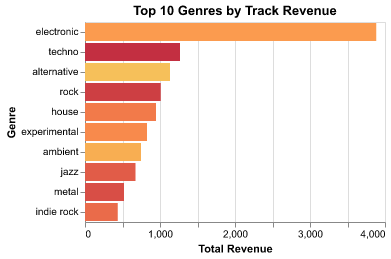 Top 10 Genres by Track Revenue
Genre
electronic
techno
alternative
rock
house
experimental
ambient
jazz
metal
indie rock
0 1,000 2,000 3,000 4,000
Total Revenue